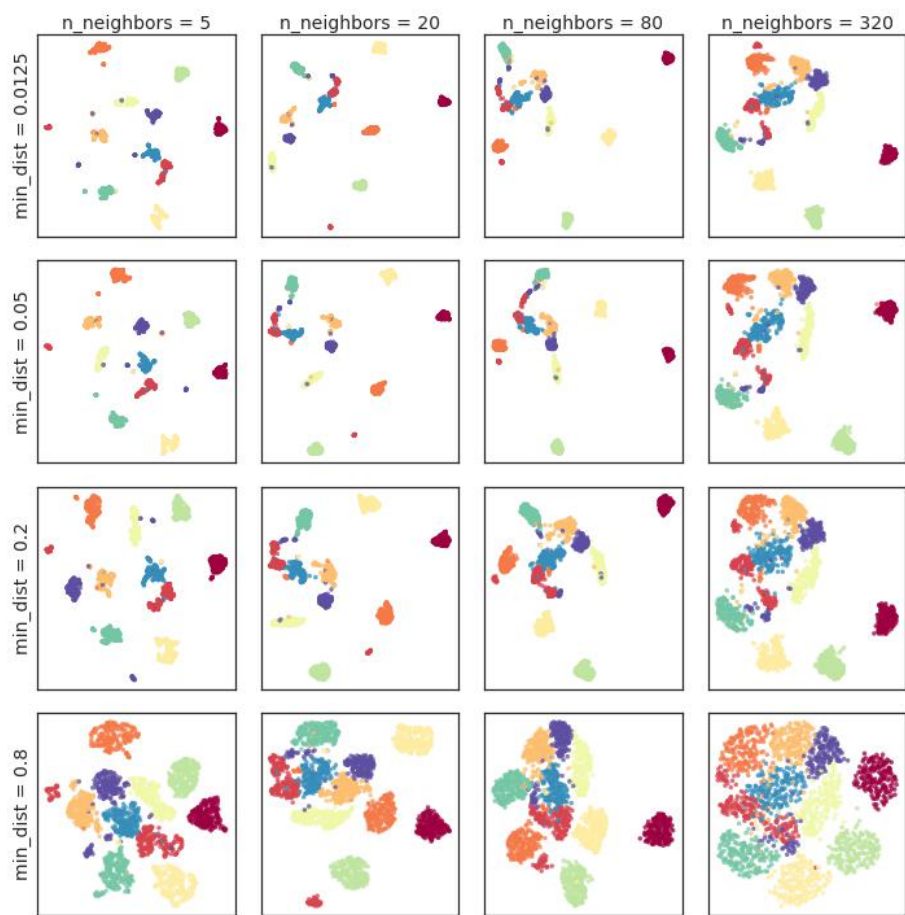 n_neighbors = 5
n_neighbors = 20
n_neighbors = 80
n_neighbors = 320
min_dist = 0.0125
min_dist = 0.05
min_dist = 0.2
min_dist = 0.8